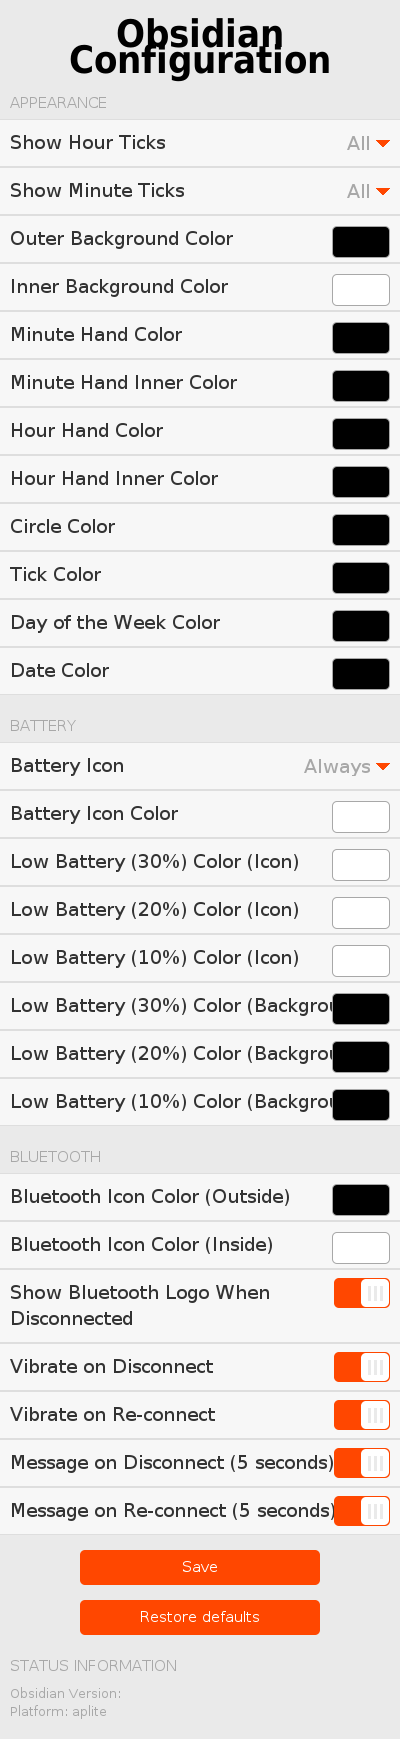 Obsidian
Configuration
APPEARANCE
Show Hour Ticks All
Show Minute Ticks All
Outer Background Color
Inner Background Color
Minute Hand Color
Minute Hand Inner Color
Hour Hand Color
Hour Hand Inner Color
Circle Color
Tick Color
Day of the Week Color
Date Color
BATTERY
Battery Icon Always
Battery Icon Color
Low Battery (30%) Color (Icon)
Low Battery (20%) Color (Icon)
Low Battery (10%) Color (Icon)
Low Battery (30%) Color (Backgrou
Low Battery (20%) Color (Backgrou
Low Battery (10%) Color (Backgrou
BLUETOOTH
Bluetooth Icon Color (Outside)
Bluetooth Icon Color (Inside)
Show Bluetooth Logo When
Disconnected
Vibrate on Disconnect
Vibrate on Re-connect
Message on Disconnect (5 seconds)
Message on Re-connect (5 seconds)
Save
Restore defaults
STATUS INFORMATION
Obsidian Version:
Platform: aplite